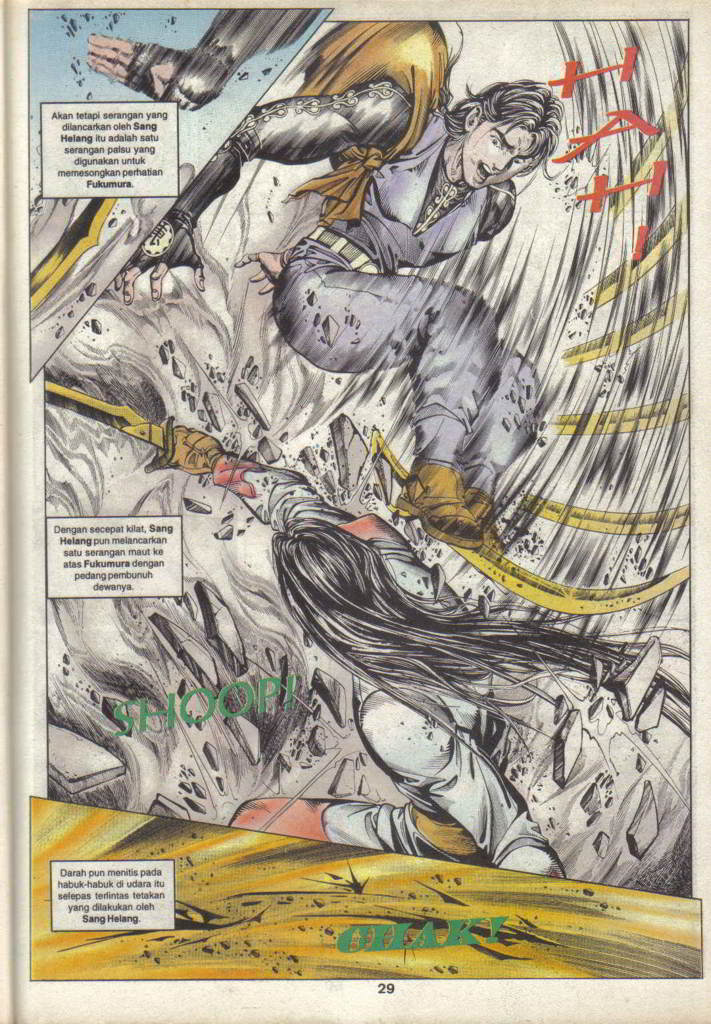 Akan tetapi serangan yang
dilancarkan oleh Sang
Helang itu adalah satu
serangan palsu yang
digunakan untuk
memesongkan perhatian
Fukumura.
HAH!
Dengan secepat kilat, Sang
Helang pun melancarkan
satu serangan maut ke
atas Fukumura dengan
pedang pembunuh
dewanya.
SHOOP!
Darah pun menitis pada
habuk-habuk di udara itu
selepas terlintas tetakan
yang dilakukan oleh
Sang Helang.
CHAK!
29